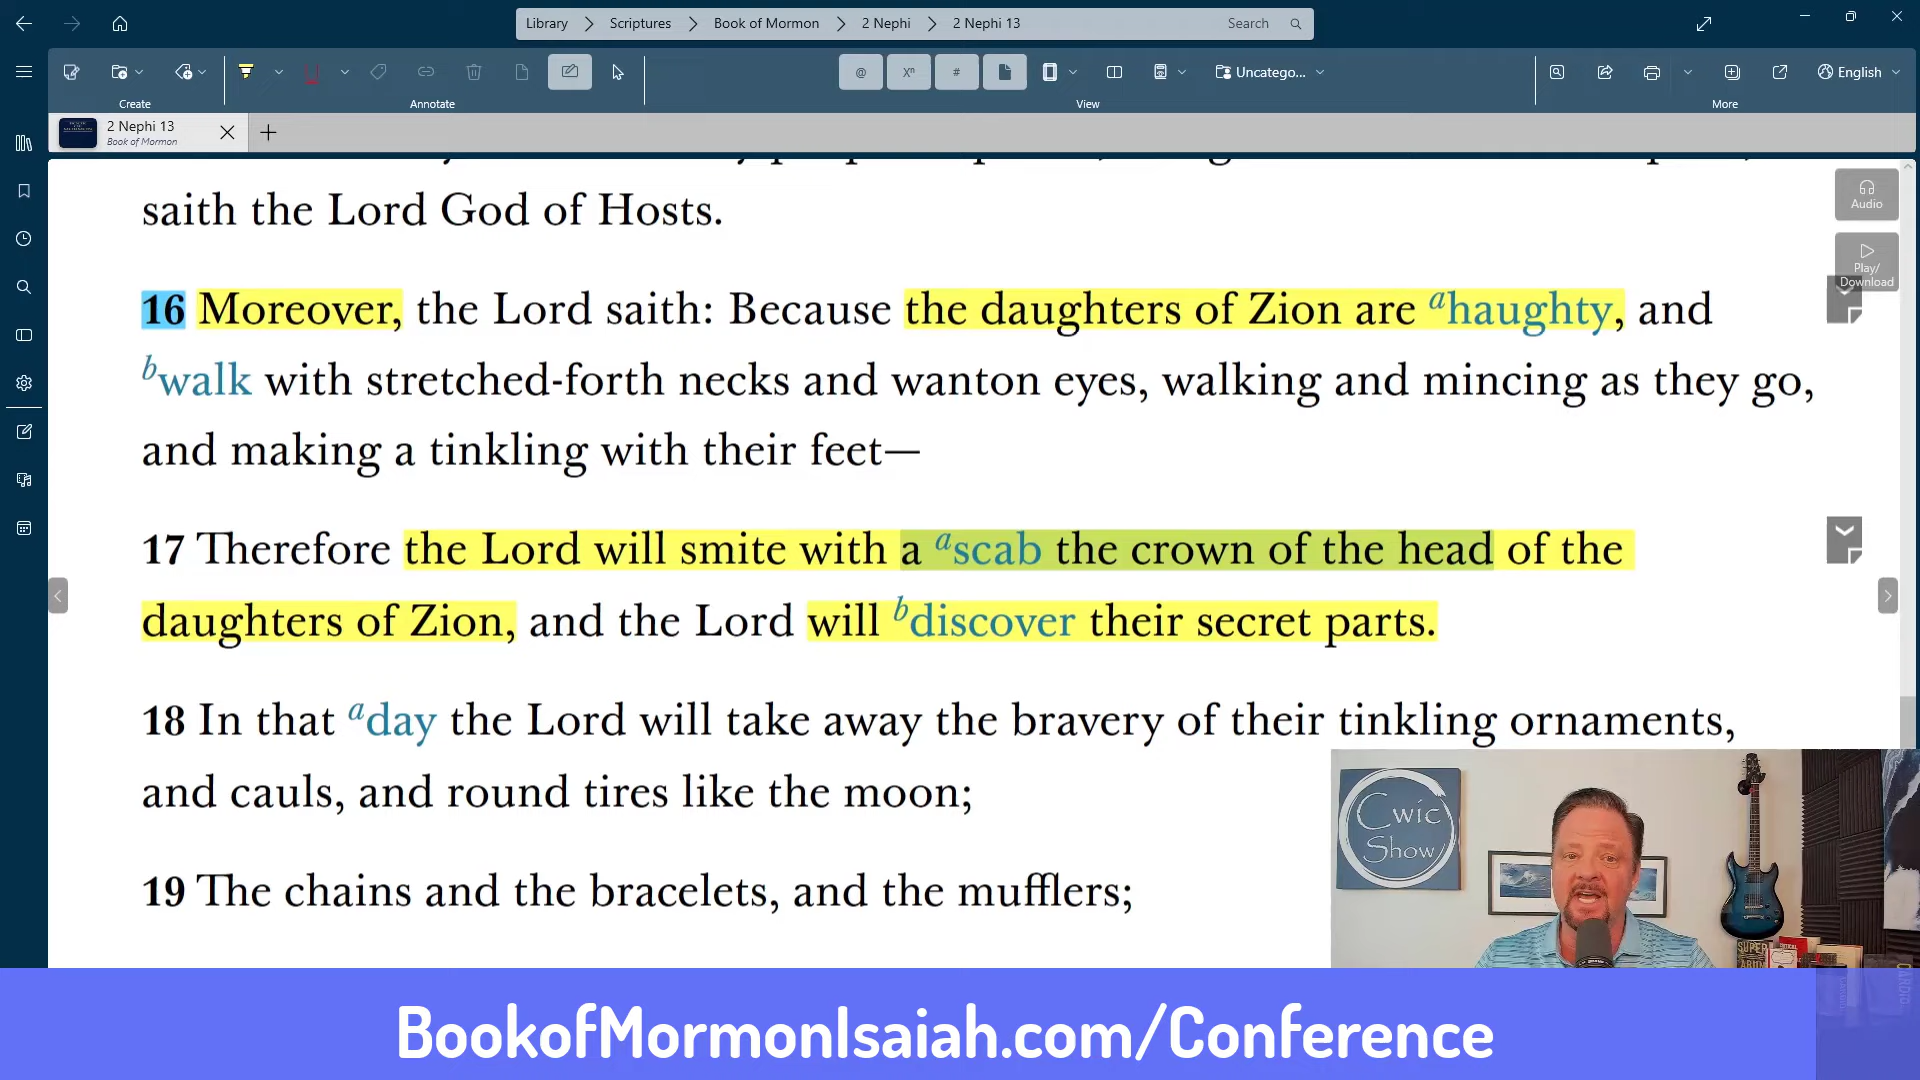 Library > Scriptures > Book of Mormon > 2 Nephi > 2 Nephi 13
Search
@
Xⁿ
#
Uncatego...
English
Create
Annotate
View
More
2 Nephi 13
Book of Mormon
saith the Lord God of Hosts.
Audio
Play/
Download
16 Moreover, the Lord saith: Because the daughters of Zion are ᵃhaughty, and
ᵇwalk with stretched-forth necks and wanton eyes, walking and mincing as they go,
and making a tinkling with their feet—
17 Therefore the Lord will smite with a ᵃscab the crown of the head of the
daughters of Zion, and the Lord will ᵇdiscover their secret parts.
18 In that ᵃday the Lord will take away the bravery of their tinkling ornaments,
and cauls, and round tires like the moon;
19 The chains and the bracelets, and the mufflers;
Cwic
Show
SUPER
BookofMormonIsaiah.com/Conference